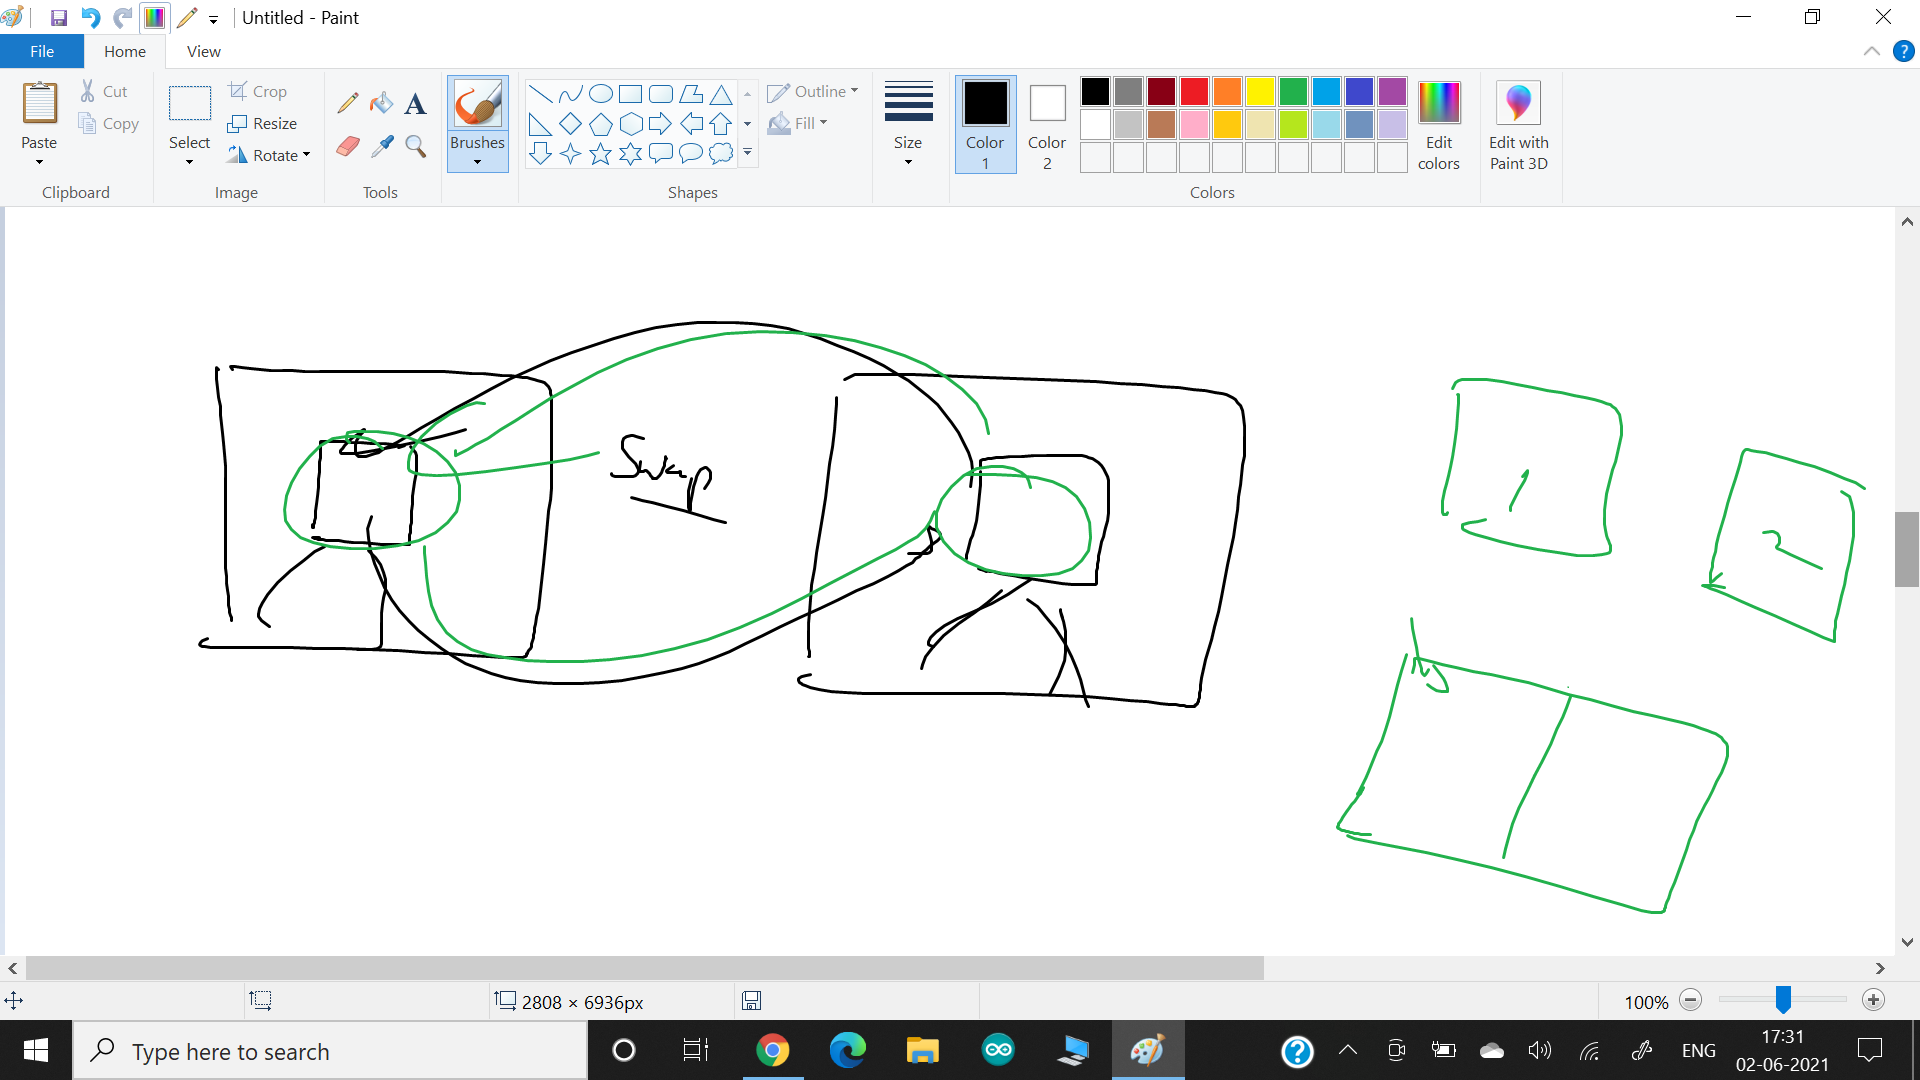 Untitled - Paint
File Home View
Paste
Cut
Copy
Clipboard
Select
Crop
Resize
Rotate
Image
Tools
Brushes
Shapes
Outline
Fill
Size
Color 1
Color 2
Edit colors
Colors
Edit with Paint 3D
Swap
1
2
2808 × 6936px
100%
Type here to search
ENG
17:31
02-06-2021